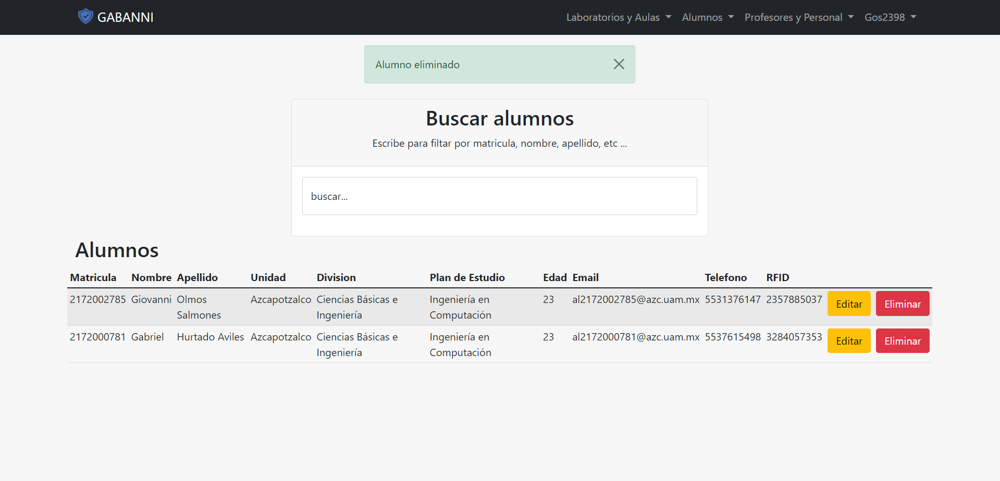 GABANNI
Laboratorios y Aulas Alumnos Profesores y Personal Gos2398
Alumno eliminado
Buscar alumnos
Escribe para filtar por matricula, nombre, apellido, etc ...
buscar...
Alumnos
Matricula Nombre Apellido Unidad Division Plan de Estudio Edad Email Telefono RFID
2172002785 Giovanni Olmos Azcapotzalco Ciencias Básicas e Ingeniería en 23 al2172002785@azc.uam.mx 5531376147 2357885037 Editar Eliminar
Salmones Ingeniería Computación
2172000781 Gabriel Hurtado Aviles Azcapotzalco Ciencias Básicas e Ingeniería en 23 al2172000781@azc.uam.mx 5537615498 3284057353 Editar Eliminar
Ingeniería Computación